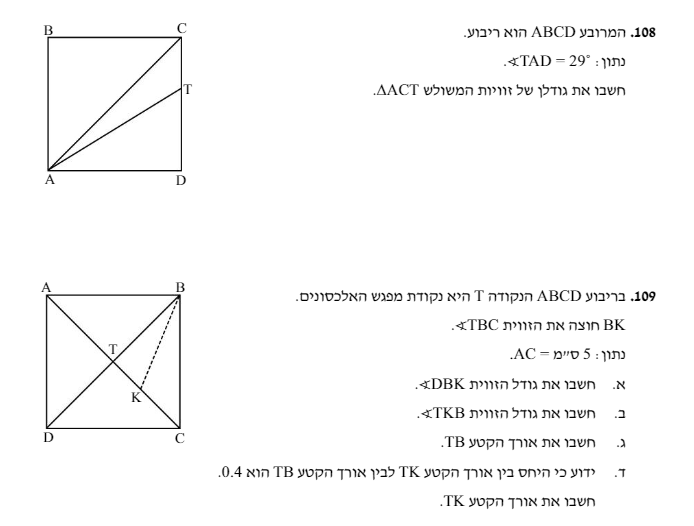 108. המרובע ABCD הוא ריבוע.
נתון: ∢TAD = 29°.
חשבו את גודלן של זוויות המשולש ΔACT.
B C
T
A D
109. בריבוע ABCD הנקודה T היא נקודת מפגש האלכסונים.
BK חוצה את הזווית ∢TBC.
נתון: 5 ס"מ = AC.
א. חשבו את גודל הזווית ∢DBK.
ב. חשבו את גודל הזווית ∢TKB.
ג. חשבו את אורך הקטע TB.
ד. ידוע כי היחס בין אורך הקטע TK לבין אורך הקטע TB הוא 0.4.
חשבו את אורך הקטע TK.
A B
T
K
D C